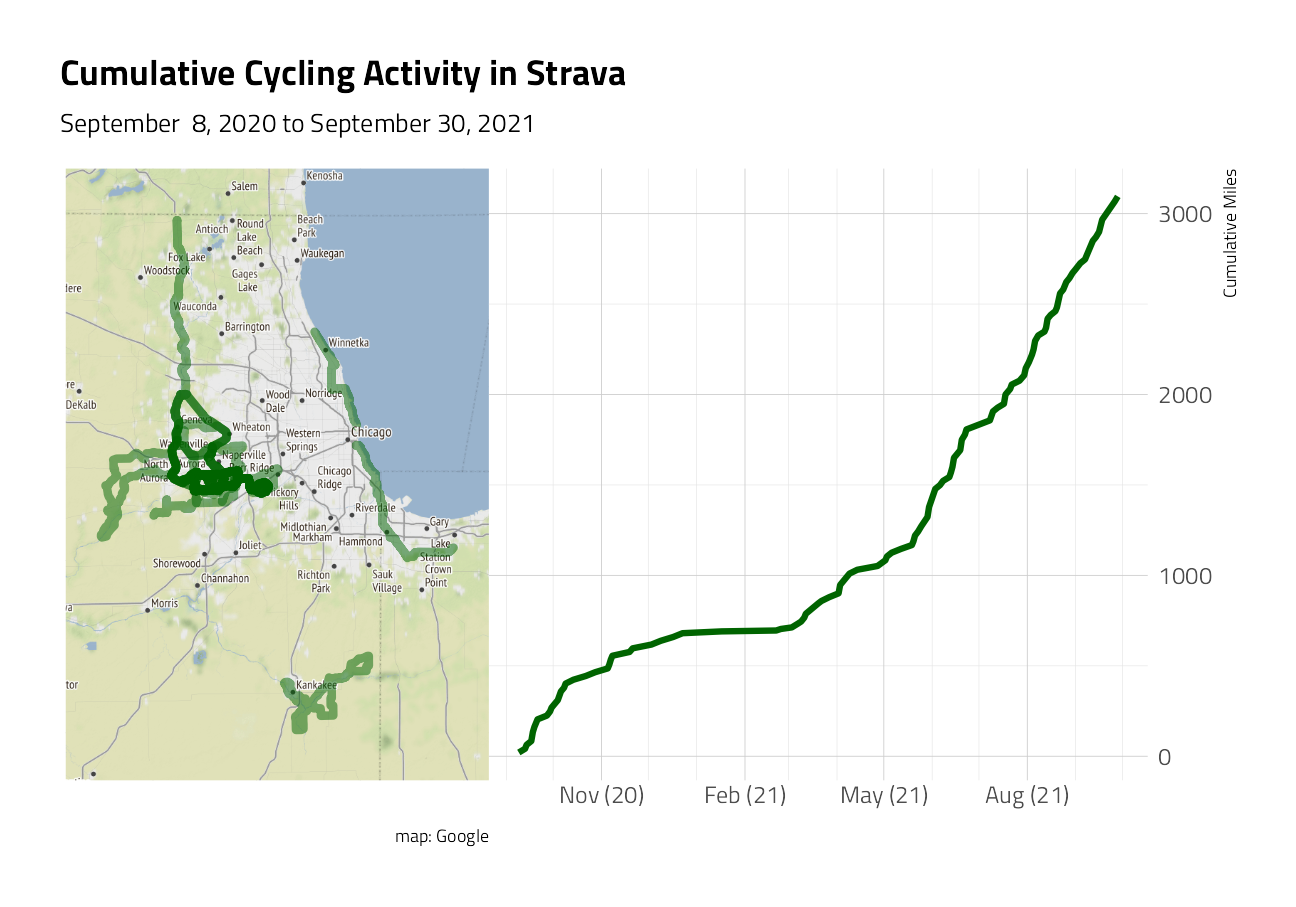 Cumulative Cycling Activity in Strava
September  8, 2020 to September 30, 2021
Kenosha
Salem
Beach
Park
Antioch
Round
Lake
Beach
Fox Lake
Waukegan
Woodstock
Gages
Lake
Wauconda
Barrington
Winnetka
DeKalb
Wood
Dale
Norridge
Geneva
Wheaton
Western
Springs
Chicago
Naperville
North Aurora
Aurora
Chicago
Ridge
Hickory
Hills
Riverdale
Midlothian
Markham
Hammond
Gary
Lake
Station
Joliet
Shorewood
Crown
Point
Channahon
Richton
Park
Sauk
Village
Morris
Kankakee
map: Google
3000
2000
1000
0
Cumulative Miles
Nov (20)
Feb (21)
May (21)
Aug (21)